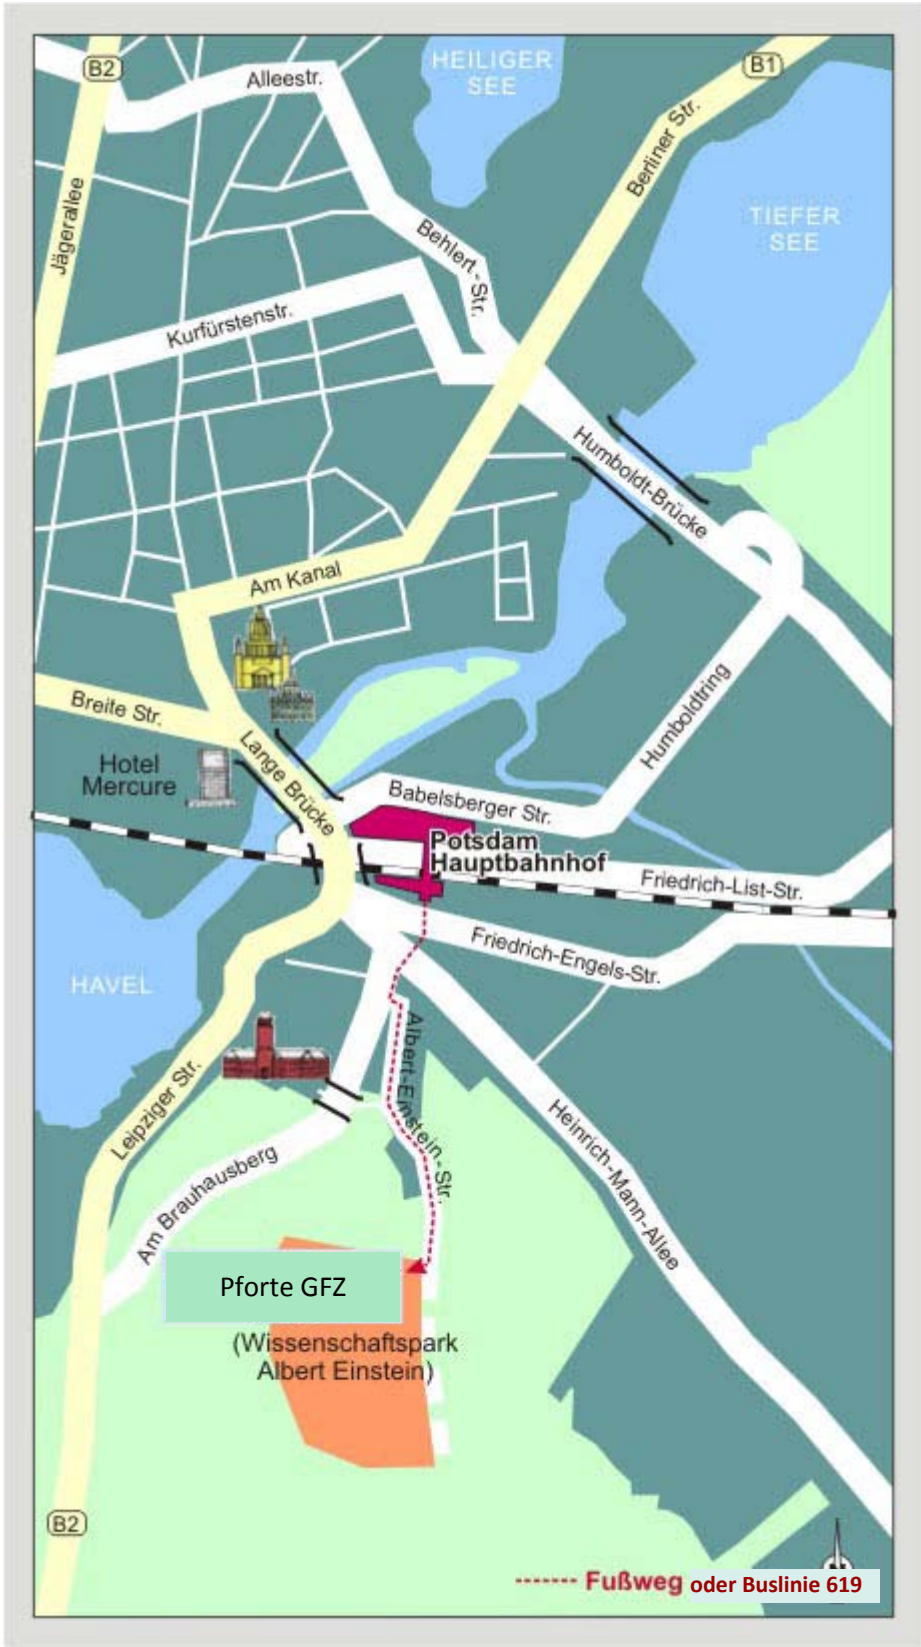 B2
Alleestr.
HEILIGER
SEE
B1
Berliner Str.
Jägerallee
TIEFER
SEE
Behlert.-Str.
Kurfürstenstr.
Humboldt-Brücke
Am Kanal
Breite Str.
Humboldtring
Lange Brücke
Hotel
Mercure
Babelsberger Str.
Potsdam
Hauptbahnhof
Friedrich-List-Str.
Friedrich-Engels-Str.
HAVEL
Albert-Einstein-Str.
Leipziger Str.
Heinrich-Mann-Allee
Am Brauhausberg
Pforte GFZ
(Wissenschaftspark
Albert Einstein)
B2
Fußweg oder Buslinie 619